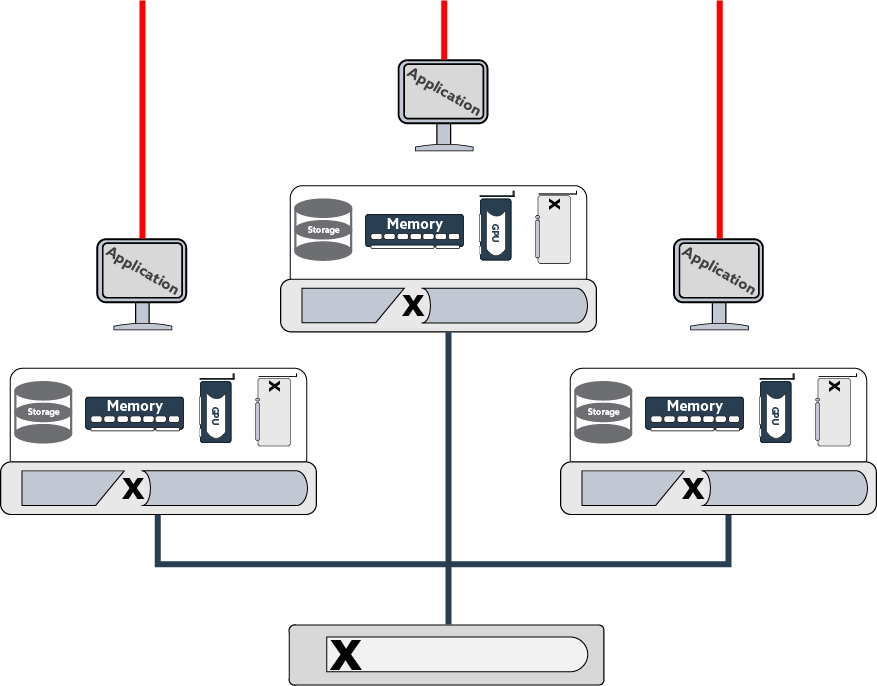 Application
Storage
Memory
GPU
X
X
Application
Application
Storage
Memory
GPU
X
Storage
Memory
GPU
X
X
X
X